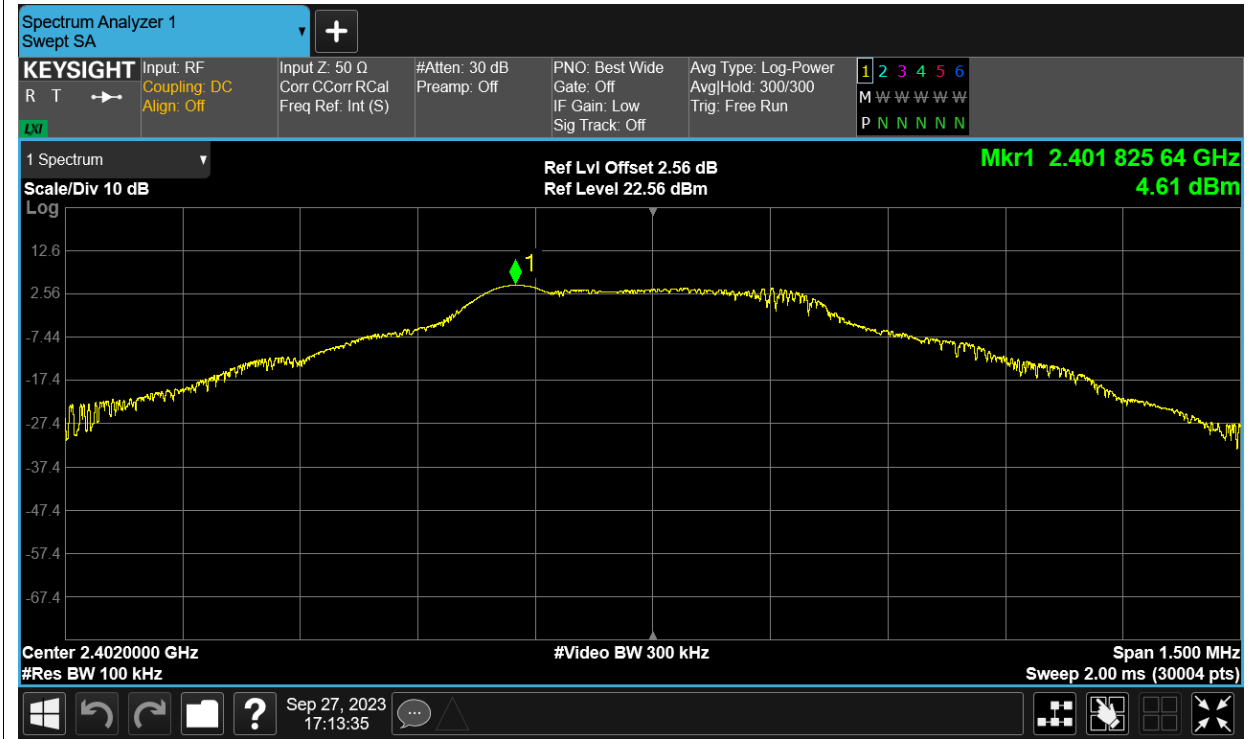 Spectrum Analyzer 1
Swept SA
KEYSIGHT
R T
LXI
Input: RF
Coupling: DC
Align: Off
Input Z: 50 Ω
Corr CCorr RCal
Freq Ref: Int (S)
#Atten: 30 dB
Preamp: Off
PNO: Best Wide
Gate: Off
IF Gain: Low
Sig Track: Off
Avg Type: Log-Power
Avg|Hold: 300/300
Trig: Free Run
1 2 3 4 5 6
M W W W W W
P N N N N N
1 Spectrum
Scale/Div 10 dB
Log
Ref Lvl Offset 2.56 dB
Ref Level 22.56 dBm
Mkr1 2.401 825 64 GHz
4.61 dBm
1
12.6
2.56
-7.44
-17.4
-27.4
-37.4
-47.4
-57.4
-67.4
Center 2.4020000 GHz
#Res BW 100 kHz
#Video BW 300 kHz
Span 1.500 MHz
Sweep 2.00 ms (30004 pts)
?
Sep 27, 2023
17:13:35